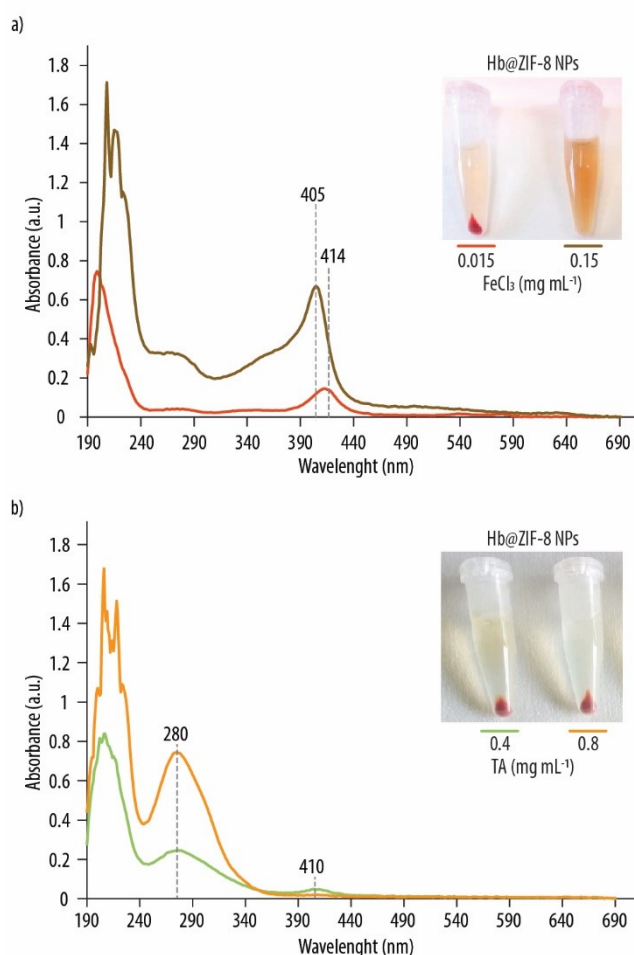 a)
Hb@ZIF-8 NPs
1.8
1.6
1.4
1.2
1
0.8
0.6
0.4
0.2
0
Absorbance (a.u.)
405
414
0.015
0.15
FeCl₃ (mg mL⁻¹)
190 240 290 340 390 440 490 540 590 640 690
Wavelenght (nm)
b)
Hb@ZIF-8 NPs
1.8
1.6
1.4
1.2
1
0.8
0.6
0.4
0.2
0
Absorbance (a.u.)
280
410
0.4
0.8
TA (mg mL⁻¹)
190 240 290 340 390 440 490 540 590 640 690
Wavelenght (nm)